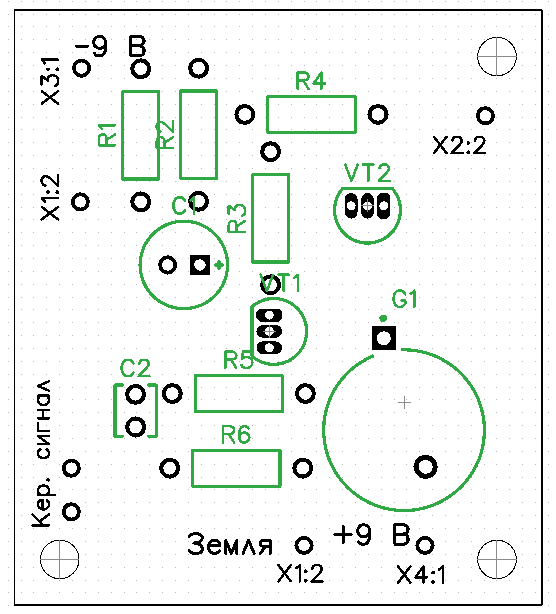 -9 В
X3:1
R4
R1
R2
X2:2
VT2
X1:2
C1
R3
VT1
G1
R5
C2
R6
Кер. сигнал
Земля
+9 В
X1:2
X4:1